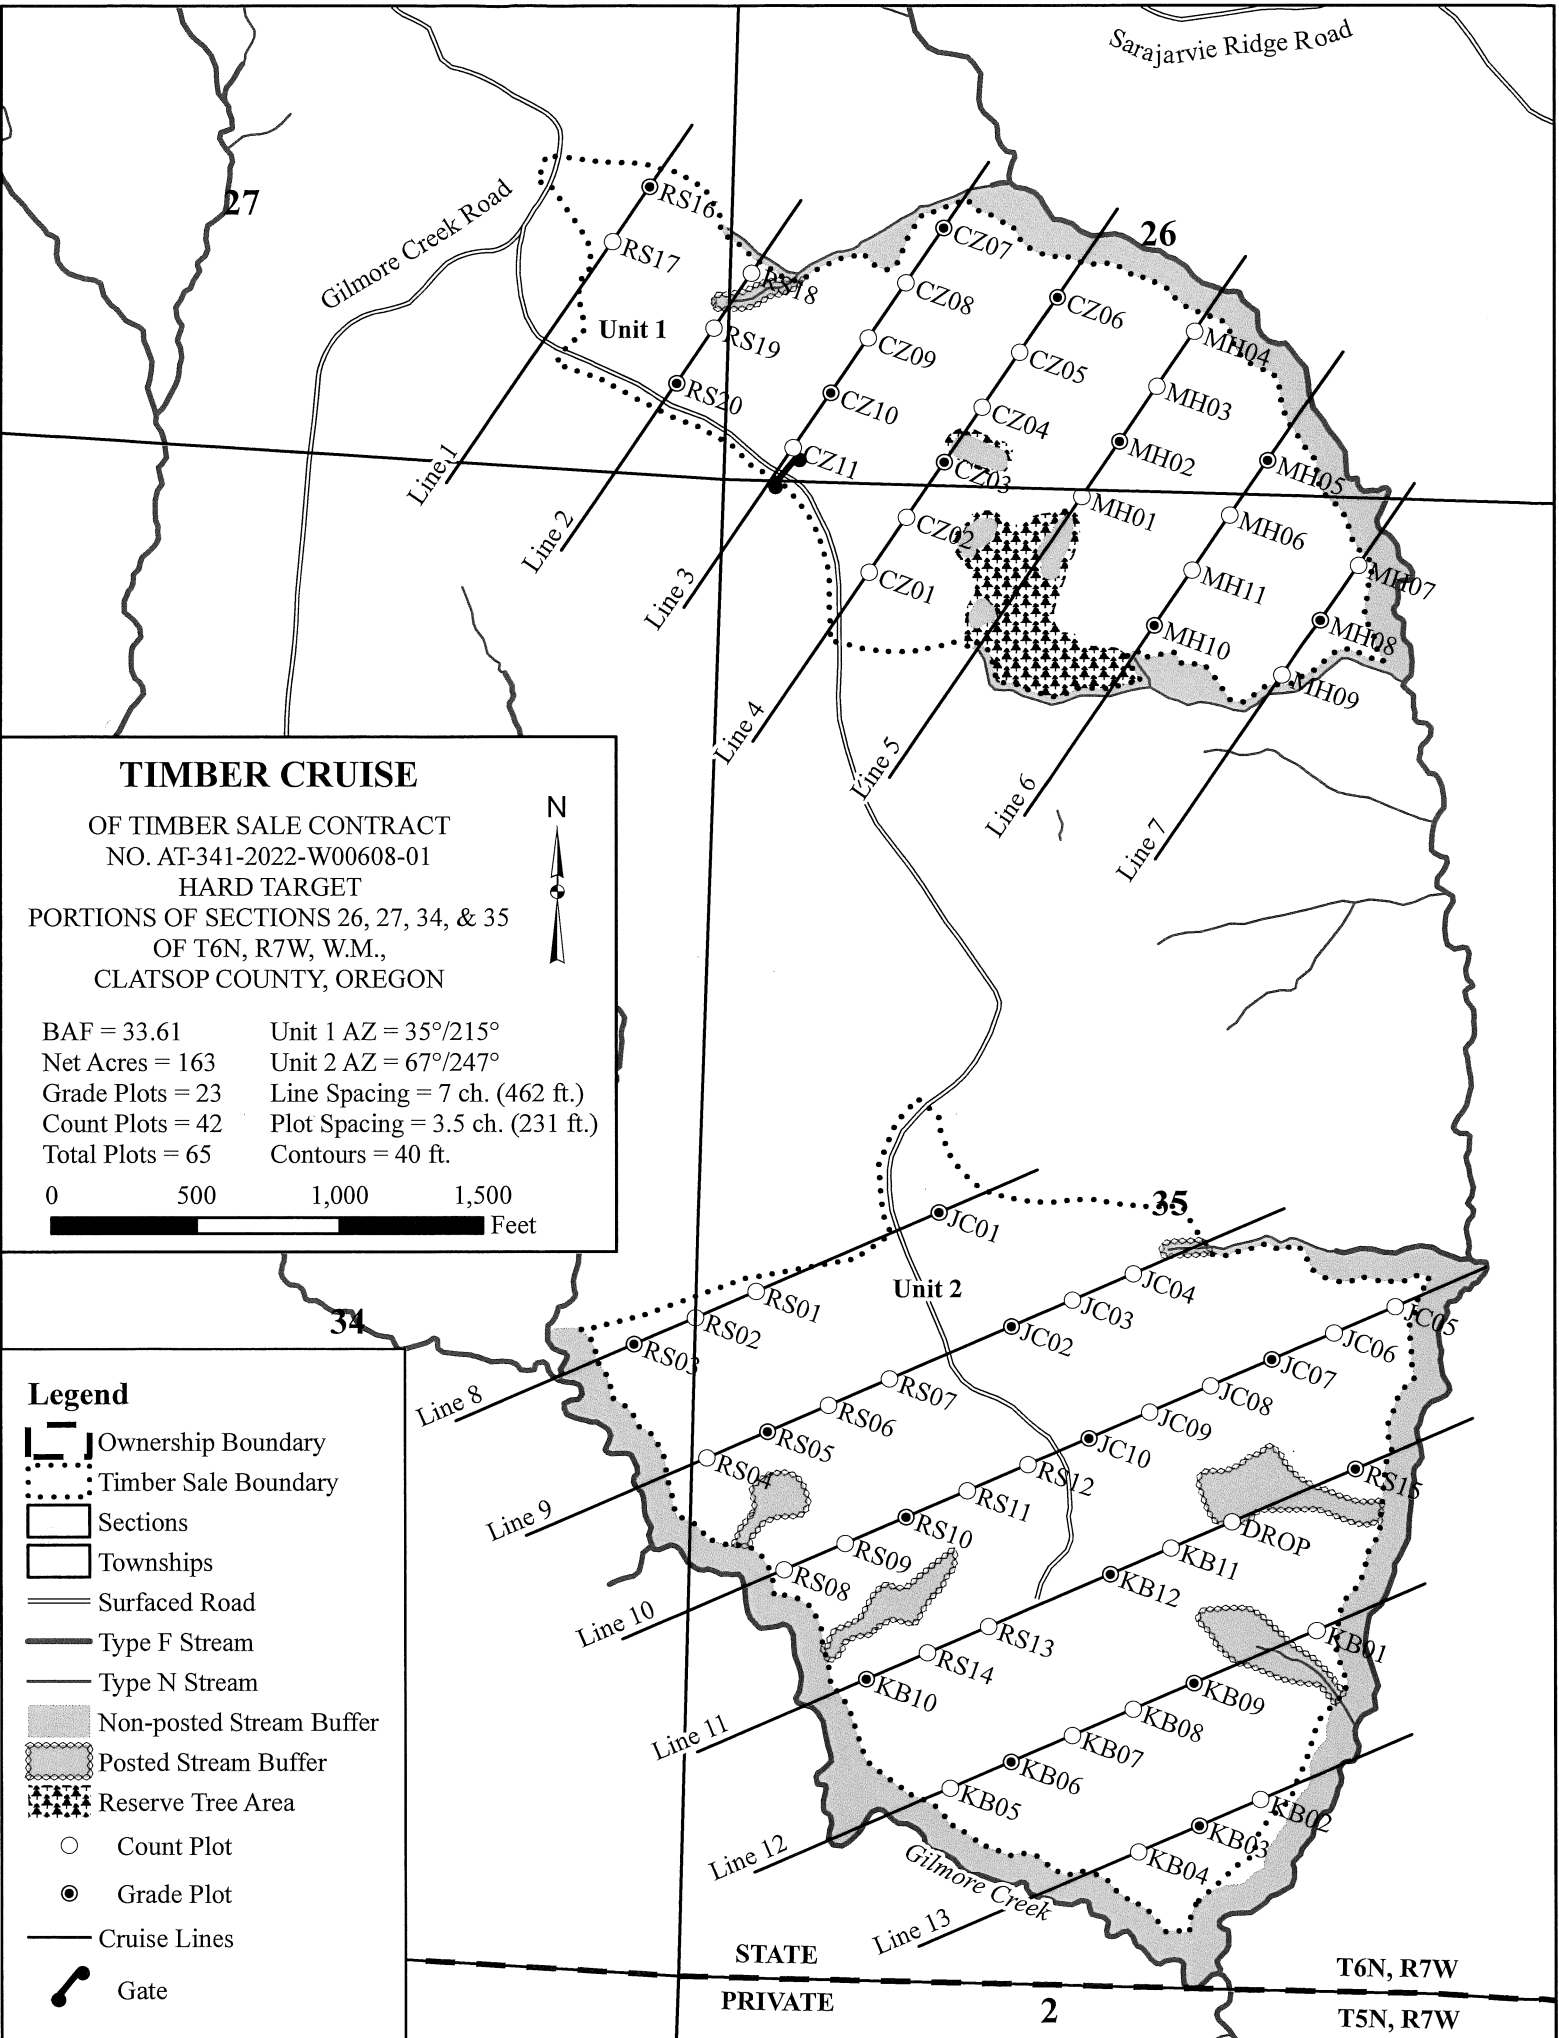 Sarajarvie Ridge Road
27
26
Gilmore Creek Road
RS16
RS17
RS18
RS19
RS20
Unit 1
CZ07
CZ08
CZ09
CZ10
CZ11
CZ06
CZ05
CZ04
CZ03
CZ02
CZ01
MH04
MH03
MH02
MH01
MH05
MH06
MH11
MH10
MH07
MH08
MH09
Line 1
Line 2
Line 3
Line 4
Line 5
Line 6
Line 7
TIMBER CRUISE
OF TIMBER SALE CONTRACT
NO. AT-341-2022-W00608-01
HARD TARGET
PORTIONS OF SECTIONS 26, 27, 34, & 35
OF T6N, R7W, W.M.,
CLATSOP COUNTY, OREGON
N
BAF = 33.61 Unit 1 AZ = 35°/215°
Net Acres = 163 Unit 2 AZ = 67°/247°
Grade Plots = 23 Line Spacing = 7 ch. (462 ft.)
Count Plots = 42 Plot Spacing = 3.5 ch. (231 ft.)
Total Plots = 65 Contours = 40 ft.
0 500 1,000 1,500
Feet
35
34
Unit 2
JC01
RS01
RS02
RS03
Line 8
JC04
JC03
JC02
RS07
RS06
RS05
RS04
Line 9
JC05
JC06
JC07
JC08
JC09
JC10
RS12
RS11
RS10
RS09
RS08
Line 10
RS15
DROP
KB11
KB12
RS13
RS14
KB10
Line 11
KB01
KB09
KB08
KB07
KB06
KB05
Line 12
KB02
KB03
KB04
Line 13
Gilmore Creek
Legend
Ownership Boundary
Timber Sale Boundary
Sections
Townships
Surfaced Road
Type F Stream
Type N Stream
Non-posted Stream Buffer
Posted Stream Buffer
Reserve Tree Area
Count Plot
Grade Plot
Cruise Lines
Gate
STATE
PRIVATE
2
T6N, R7W
T5N, R7W